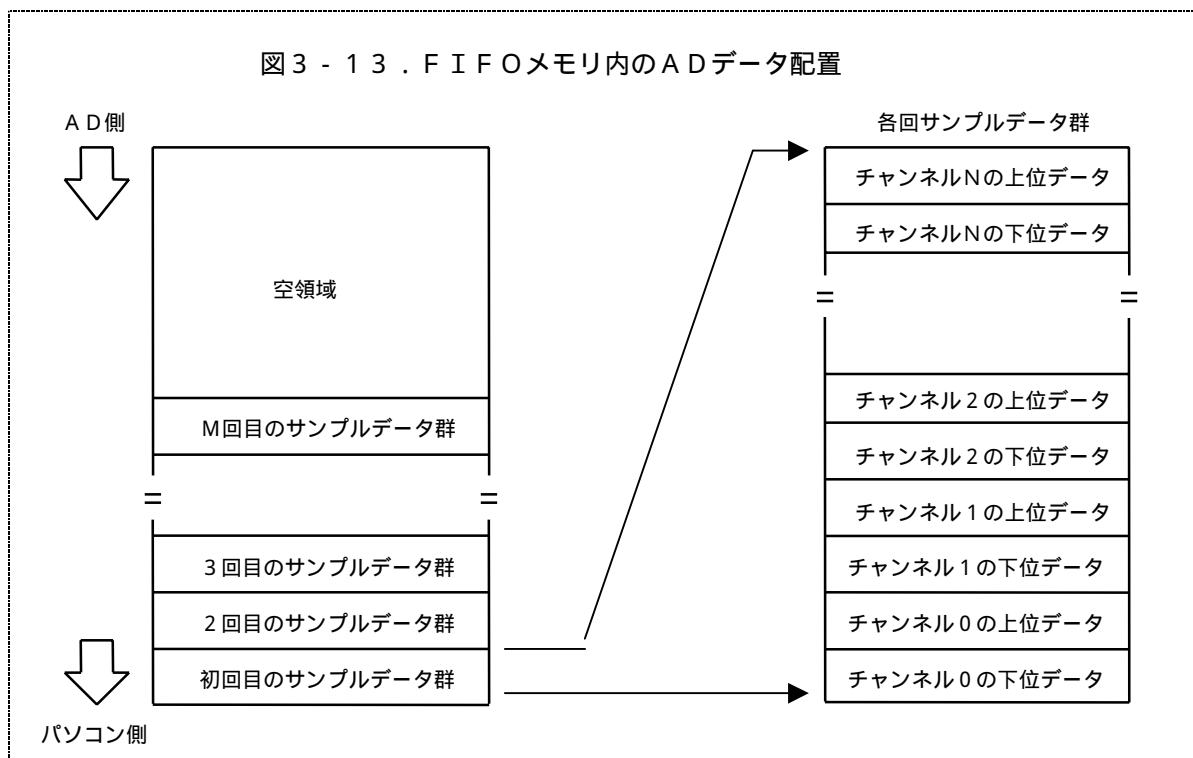 図3-13.FIFOメモリ内のADデータ配置
AD側
空領域
M回目のサンプルデータ群
=
=
3回目のサンプルデータ群
2回目のサンプルデータ群
初回目のサンプルデータ群
パソコン側
各回サンプルデータ群
チャンネルNの上位データ
チャンネルNの下位データ
=
=
チャンネル2の上位データ
チャンネル2の下位データ
チャンネル1の上位データ
チャンネル1の下位データ
チャンネル0の上位データ
チャンネル0の下位データ